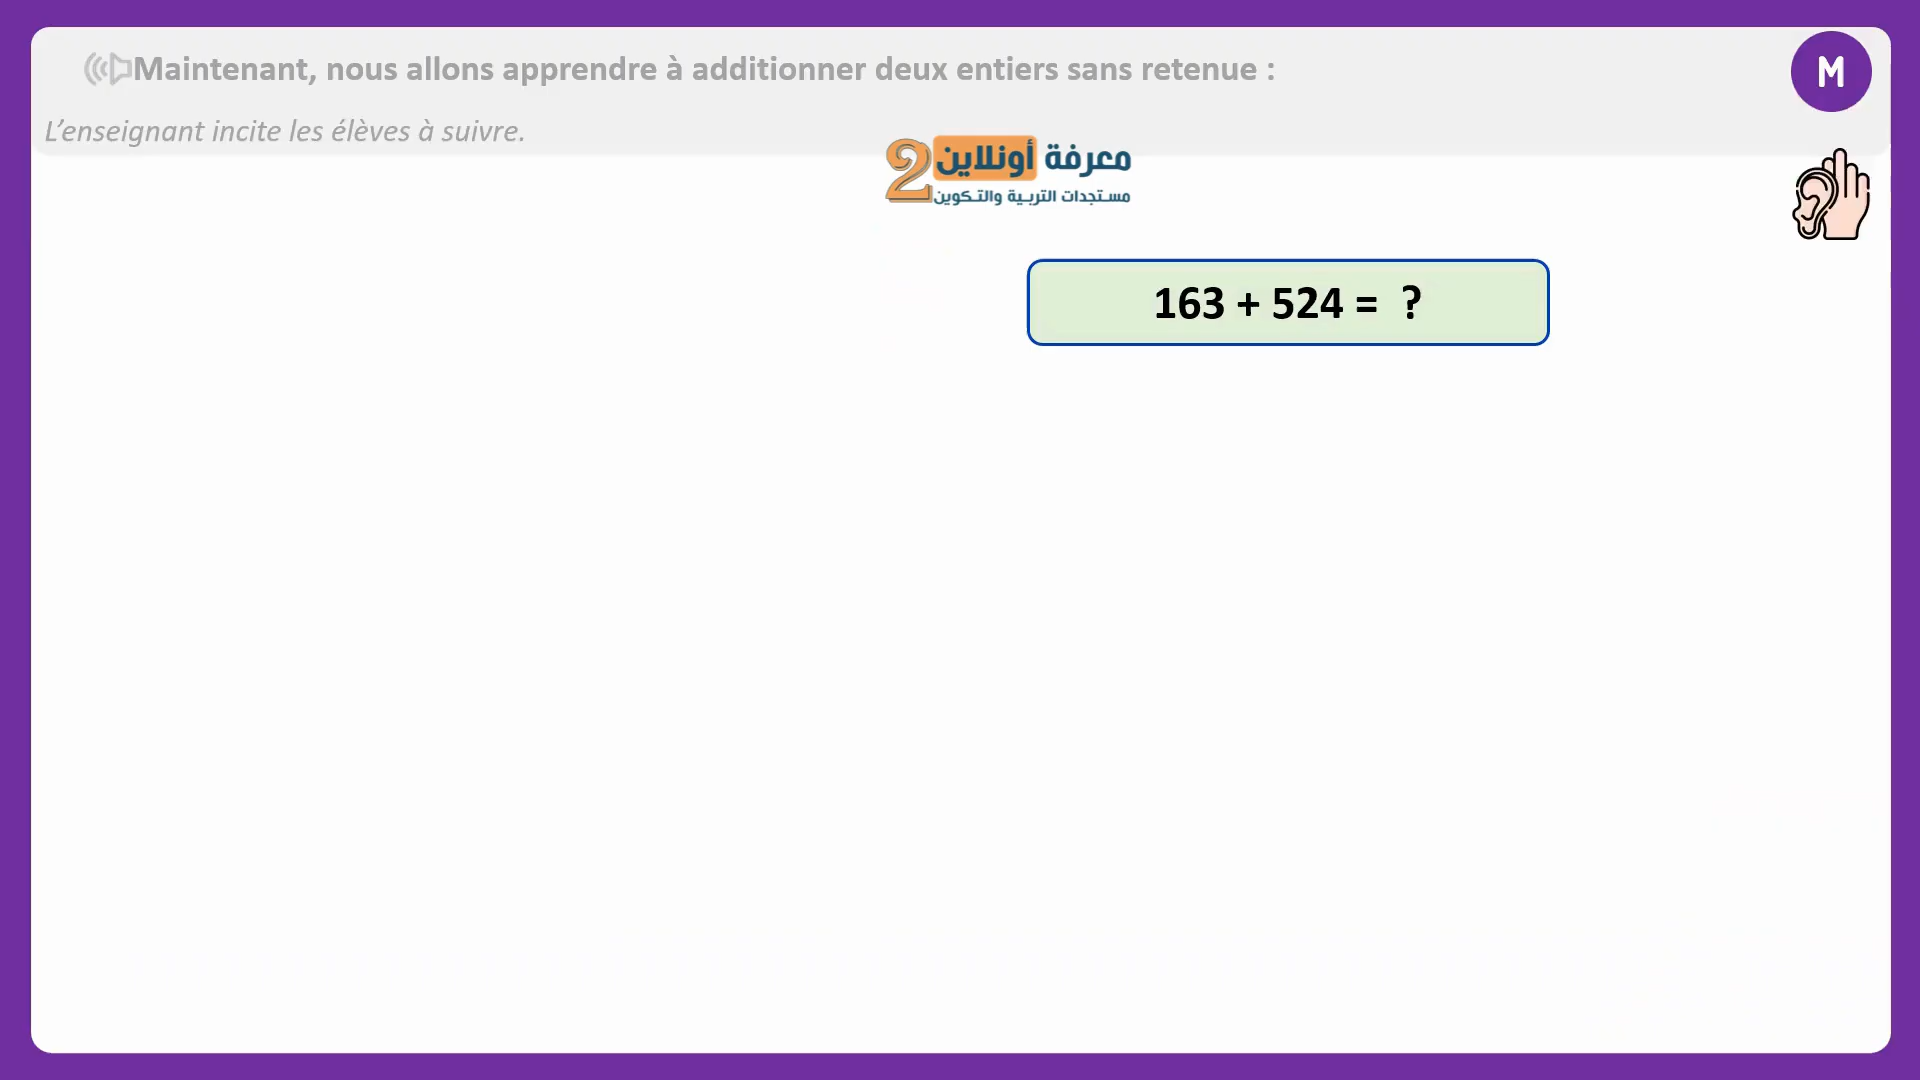 Maintenant, nous allons apprendre à additionner deux entiers sans retenue :
M
L’enseignant incite les élèves à suivre.
معرفة أونلاين 2
مستجدات التربية والتكوين
163 + 524 = ?